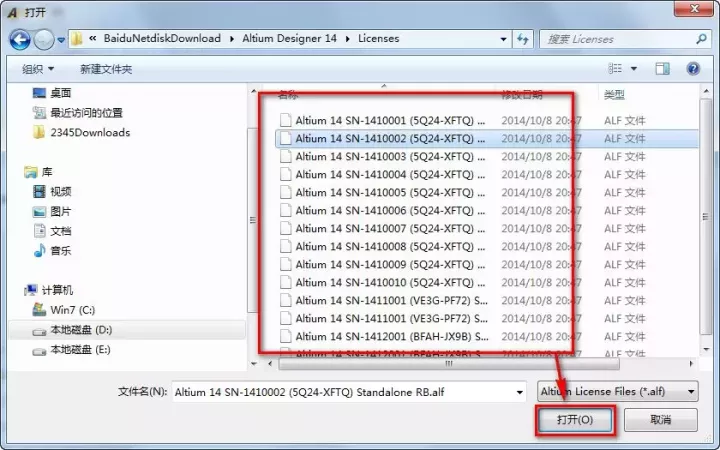 打开
« BaiduNetdiskDownload ▸ Altium Designer 14 ▸ Licenses
搜索 Licenses
组织 新建文件夹
桌面
最近访问的位置
2345Downloads
库
视频
图片
文档
音乐
计算机
Win7 (C:)
本地磁盘 (D:)
本地磁盘 (E:)
名称 修改日期 类型
Altium 14 SN-1410001 (5Q24-XFTQ) ... 2014/10/8 20:47 ALF 文件
Altium 14 SN-1410002 (5Q24-XFTQ) ... 2014/10/8 20:47 ALF 文件
Altium 14 SN-1410003 (5Q24-XFTQ) ... 2014/10/8 20:47 ALF 文件
Altium 14 SN-1410004 (5Q24-XFTQ) ... 2014/10/8 20:47 ALF 文件
Altium 14 SN-1410005 (5Q24-XFTQ) ... 2014/10/8 20:47 ALF 文件
Altium 14 SN-1410006 (5Q24-XFTQ) ... 2014/10/8 20:47 ALF 文件
Altium 14 SN-1410007 (5Q24-XFTQ) ... 2014/10/8 20:47 ALF 文件
Altium 14 SN-1410008 (5Q24-XFTQ) ... 2014/10/8 20:47 ALF 文件
Altium 14 SN-1410009 (5Q24-XFTQ) ... 2014/10/8 20:47 ALF 文件
Altium 14 SN-1410010 (5Q24-XFTQ) ... 2014/10/8 20:47 ALF 文件
Altium 14 SN-1411001 (VE3G-PF72) S... 2014/10/8 20:47 ALF 文件
Altium 14 SN-1411001 (VE3G-PF72) S... 2014/10/8 20:47 ALF 文件
Altium 14 SN-1412001 (BFAH-JX9B) S... 2014/10/8 20:47 ALF 文件
Altium 14 SN-1412001 (BFAH-JX9B) S... 2014/10/8 20:47 ALF 文件
文件名(N): Altium 14 SN-1410002 (5Q24-XFTQ) Standalone RB.alf
Altium License Files (*.alf)
打开(O) 取消